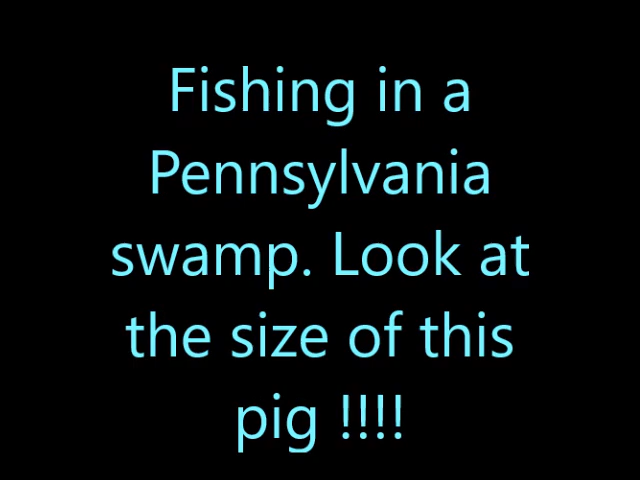 Fishing in a
Pennsylvania
swamp. Look at
the size of this
pig !!!!